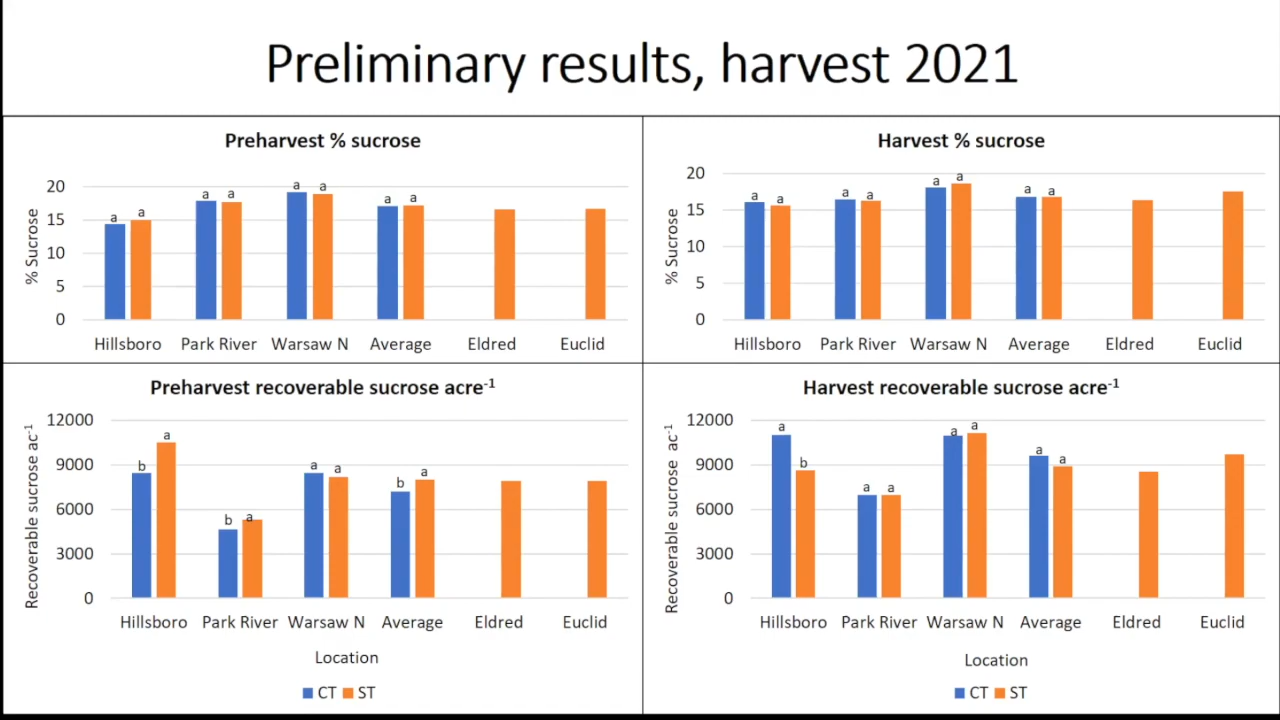 Preliminary results, harvest 2021
Preharvest % sucrose
% Sucrose
20
15
10
5
0
a a a a a a a a
Hillsboro Park River Warsaw N Average Eldred Euclid
Harvest % sucrose
% Sucrose
20
15
10
5
0
a a a a a a a a
Hillsboro Park River Warsaw N Average Eldred Euclid
Preharvest recoverable sucrose acre⁻¹
Recoverable sucrose ac⁻¹
12000
9000
6000
3000
0
b a b a a a b a
Hillsboro Park River Warsaw N Average Eldred Euclid
Location
CT ST
Harvest recoverable sucrose acre⁻¹
Recoverable sucrose ac⁻¹
12000
9000
6000
3000
0
a b a a a a a a
Hillsboro Park River Warsaw N Average Eldred Euclid
Location
CT ST